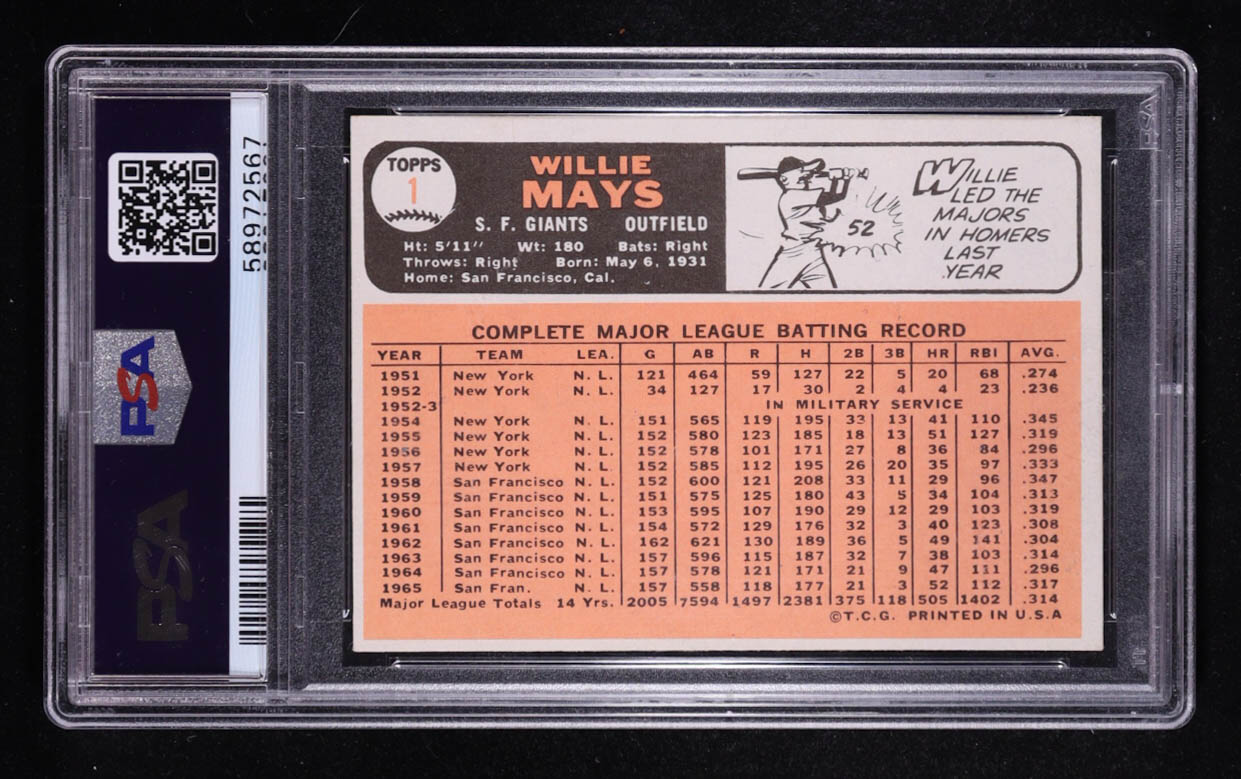 58972567
PSA
PSA
TOPPS
1
WILLIE
MAYS
S. F. GIANTS OUTFIELD
Ht: 5'11" Wt: 180 Bats: Right
Throws: Right Born: May 6, 1931
Home: San Francisco, Cal.
52
WILLIE
LED THE
MAJORS
IN HOMERS
LAST
YEAR
COMPLETE MAJOR LEAGUE BATTING RECORD
YEAR TEAM LEA. G AB R H 2B 3B HR RBI AVG.
1951 New York N. L. 121 464 59 127 22 5 20 68 .274
1952 New York N. L. 34 127 17 30 2 4 4 23 .236
1952-3 IN MILITARY SERVICE
1954 New York N. L. 151 565 119 195 33 13 41 110 .345
1955 New York N. L. 152 580 123 185 18 13 51 127 .319
1956 New York N. L. 152 578 101 171 27 8 36 84 .296
1957 New York N. L. 152 585 112 195 26 20 35 97 .333
1958 San Francisco N. L. 152 600 121 208 33 11 29 96 .347
1959 San Francisco N. L. 151 575 125 180 43 5 34 104 .313
1960 San Francisco N. L. 153 595 107 190 29 12 29 103 .319
1961 San Francisco N. L. 154 572 129 176 32 3 40 123 .308
1962 San Francisco N. L. 162 621 130 189 36 5 49 141 .304
1963 San Francisco N. L. 157 596 115 187 32 7 38 103 .314
1964 San Francisco N. L. 157 578 121 171 21 9 47 111 .296
1965 San Fran. N. L. 157 558 118 177 21 3 52 112 .317
Major League Totals 14 Yrs. 2005 7594 1497 2381 375 118 505 1402 .314
©T.C.G. PRINTED IN U.S.A
PSA